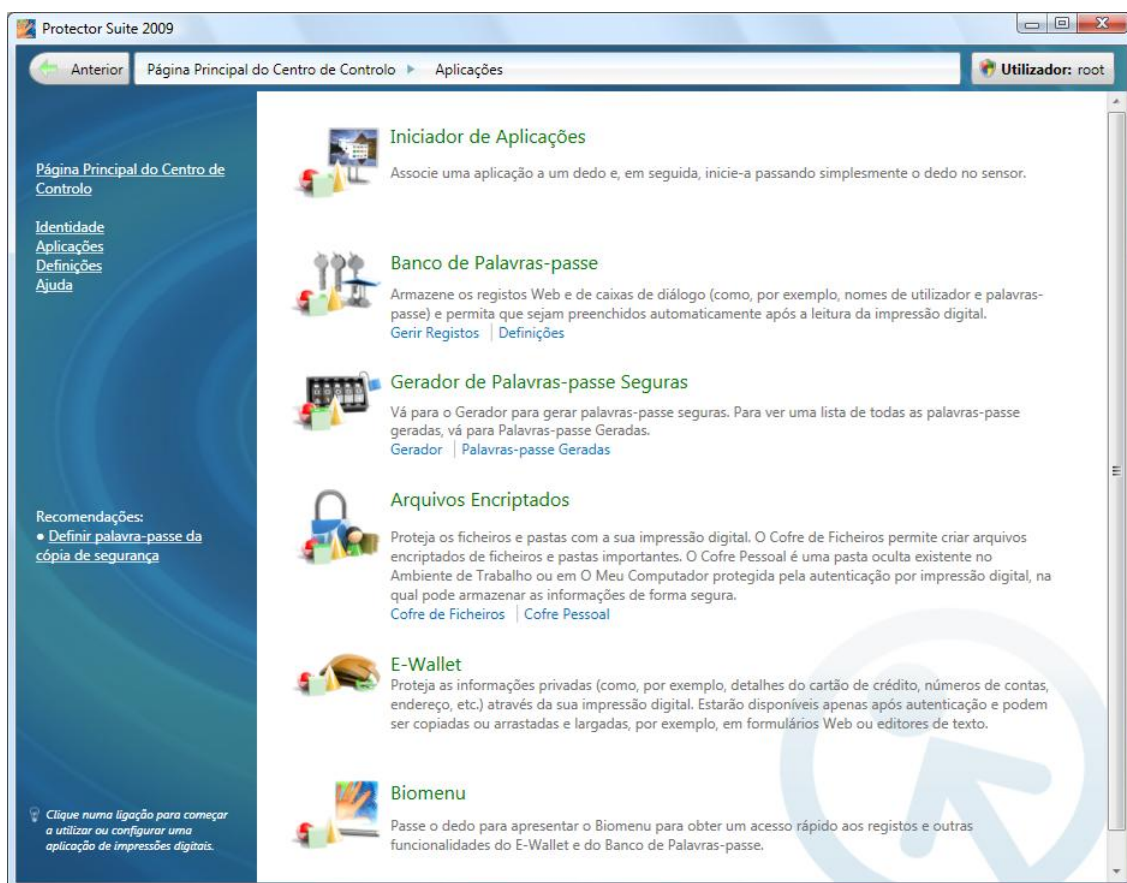 Protector Suite 2009
Anterior
Página Principal do Centro de Controlo
Aplicações
Utilizador: root
Página Principal do Centro de
Controlo
Identidade
Aplicações
Definições
Ajuda
Recomendações:
● Definir palavra-passe da
cópia de segurança
Clique numa ligação para começar
a utilizar ou configurar uma
aplicação de impressões digitais.
Iniciador de Aplicações
Associe uma aplicação a um dedo e, em seguida, inicie-a passando simplesmente o dedo no sensor.
Banco de Palavras-passe
Armazene os registos Web e de caixas de diálogo (como, por exemplo, nomes de utilizador e palavras-
passe) e permita que sejam preenchidos automaticamente após a leitura da impressão digital.
Gerir Registos | Definições
Gerador de Palavras-passe Seguras
Vá para o Gerador para gerar palavras-passe seguras. Para ver uma lista de todas as palavras-passe
geradas, vá para Palavras-passe Geradas.
Gerador | Palavras-passe Geradas
Arquivos Encriptados
Proteja os ficheiros e pastas com a sua impressão digital. O Cofre de Ficheiros permite criar arquivos
encriptados de ficheiros e pastas importantes. O Cofre Pessoal é uma pasta oculta existente no
Ambiente de Trabalho ou em O Meu Computador protegida pela autenticação por impressão digital, na
qual pode armazenar as informações de forma segura.
Cofre de Ficheiros | Cofre Pessoal
E-Wallet
Proteja as informações privadas (como, por exemplo, detalhes do cartão de crédito, números de contas,
endereço, etc.) através da sua impressão digital. Estarão disponíveis apenas após autenticação e podem
ser copiadas ou arrastadas e largadas, por exemplo, em formulários Web ou editores de texto.
Biomenu
Passe o dedo para apresentar o Biomenu para obter um acesso rápido aos registos e outras
funcionalidades do E-Wallet e do Banco de Palavras-passe.